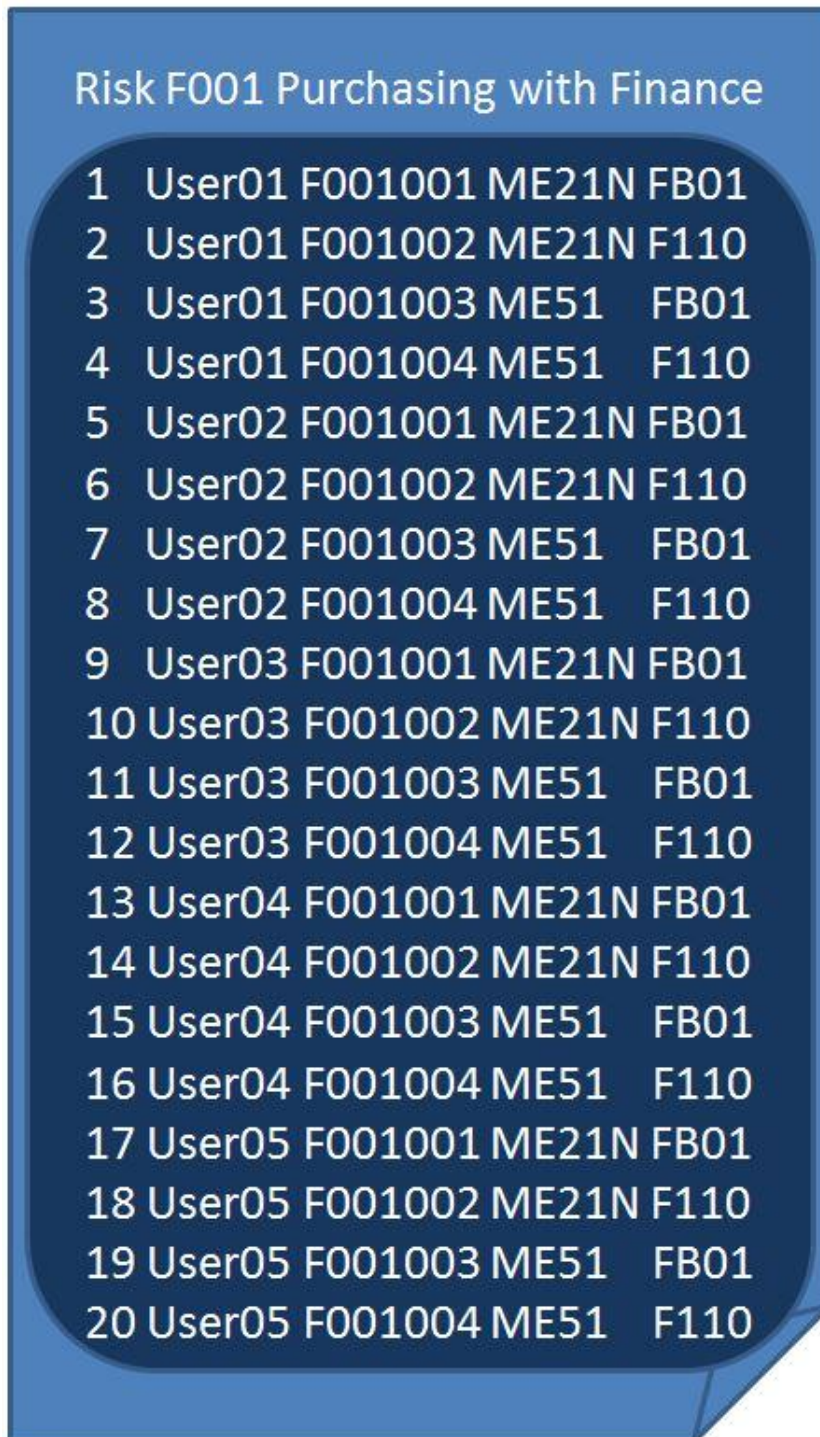 Risk F001 Purchasing with Finance
1 User01 F001001 ME21N FB01
2 User01 F001002 ME21N F110
3 User01 F001003 ME51 FB01
4 User01 F001004 ME51 F110
5 User02 F001001 ME21N FB01
6 User02 F001002 ME21N F110
7 User02 F001003 ME51 FB01
8 User02 F001004 ME51 F110
9 User03 F001001 ME21N FB01
10 User03 F001002 ME21N F110
11 User03 F001003 ME51 FB01
12 User03 F001004 ME51 F110
13 User04 F001001 ME21N FB01
14 User04 F001002 ME21N F110
15 User04 F001003 ME51 FB01
16 User04 F001004 ME51 F110
17 User05 F001001 ME21N FB01
18 User05 F001002 ME21N F110
19 User05 F001003 ME51 FB01
20 User05 F001004 ME51 F110